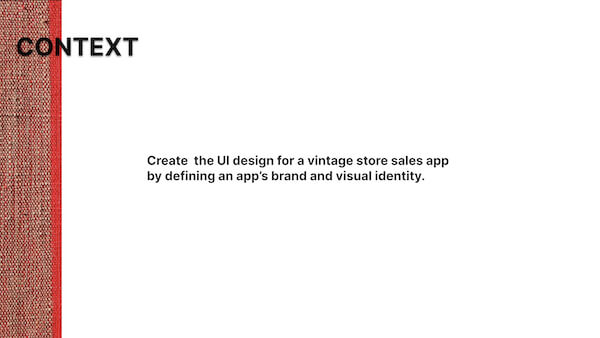 CONTEXT
Create  the UI design for a vintage store sales app
by defining an app's brand and visual identity.